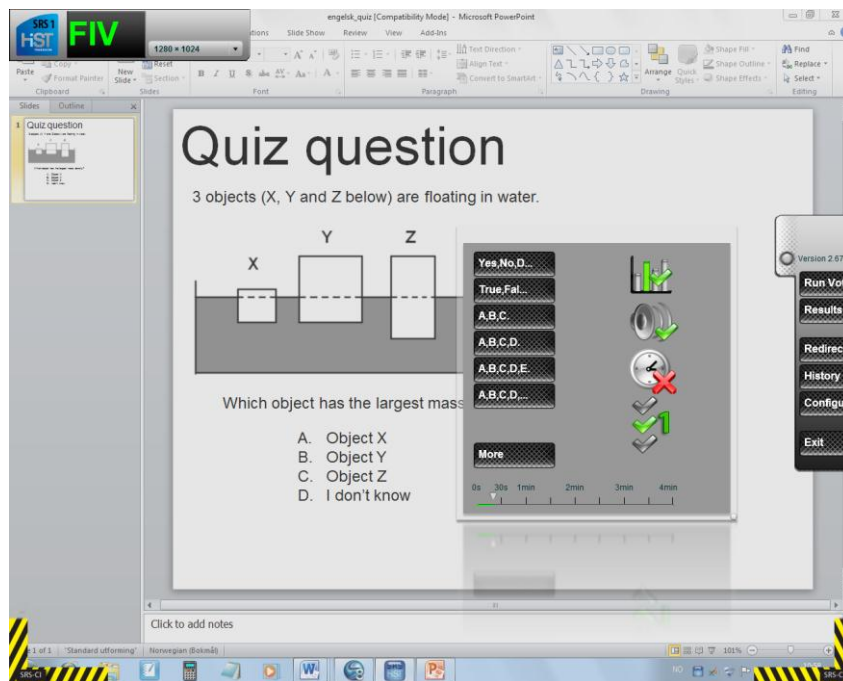 engelsk_quiz [Compatibility Mode] - Microsoft PowerPoint
SRS 1
HiST
FIV
1280 × 1024
Slide Show
Review
View
Add-Ins
Paste
Copy
Format Painter
Clipboard
New
Slide
Reset
Section
Slides
Font
Paragraph
Text Direction
Align Text
Convert to SmartArt
Arrange
Quick
Styles
Shape Fill
Shape Outline
Shape Effects
Drawing
Find
Replace
Select
Editing
Slides
Outline
1
Quiz question
Quiz question
3 objects (X, Y and Z below) are floating in water.
X
Y
Z
Which object has the largest mass
A. Object X
B. Object Y
C. Object Z
D. I don't know
Yes,No,D...
True,Fal...
A,B,C.
A,B,C,D.
A,B,C,D,E.
A,B,C,D,...
More
1
0s 30s 1min 2min 3min 4min
Version 2.67
Run Vot
Results
Redirec
History
Configu
Exit
Click to add notes
1 of 1
"Standard utforming"
Norwegian (Bokmål)
101%
SRS-CI
W
HiST
P
NO
SRS-C